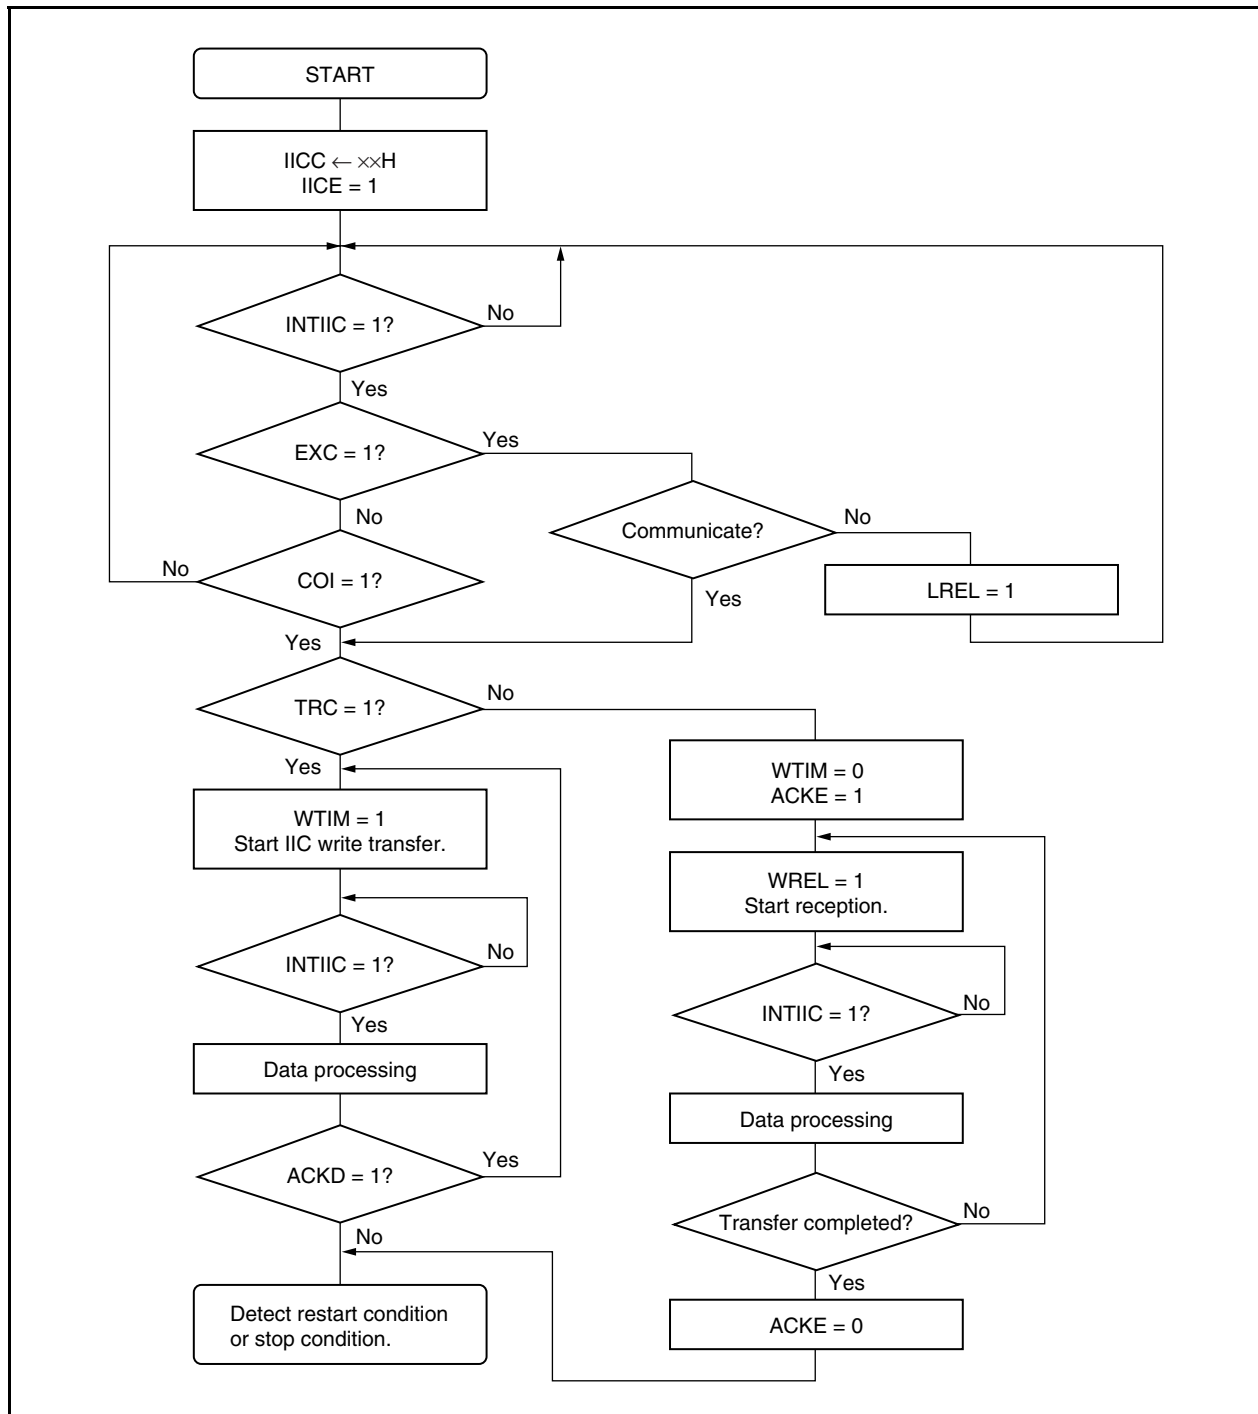 START
IICC ← ××H
IICE = 1
INTIIC = 1?
No
Yes
EXC = 1?
Yes
No
Communicate?
No
Yes
LREL = 1
COI = 1?
No
Yes
TRC = 1?
No
Yes
WTIM = 1
Start IIC write transfer.
INTIIC = 1?
No
Yes
Data processing
ACKD = 1?
Yes
No
Detect restart condition
or stop condition.
WTIM = 0
ACKE = 1
WREL = 1
Start reception.
INTIIC = 1?
No
Yes
Data processing
Transfer completed?
No
Yes
ACKE = 0